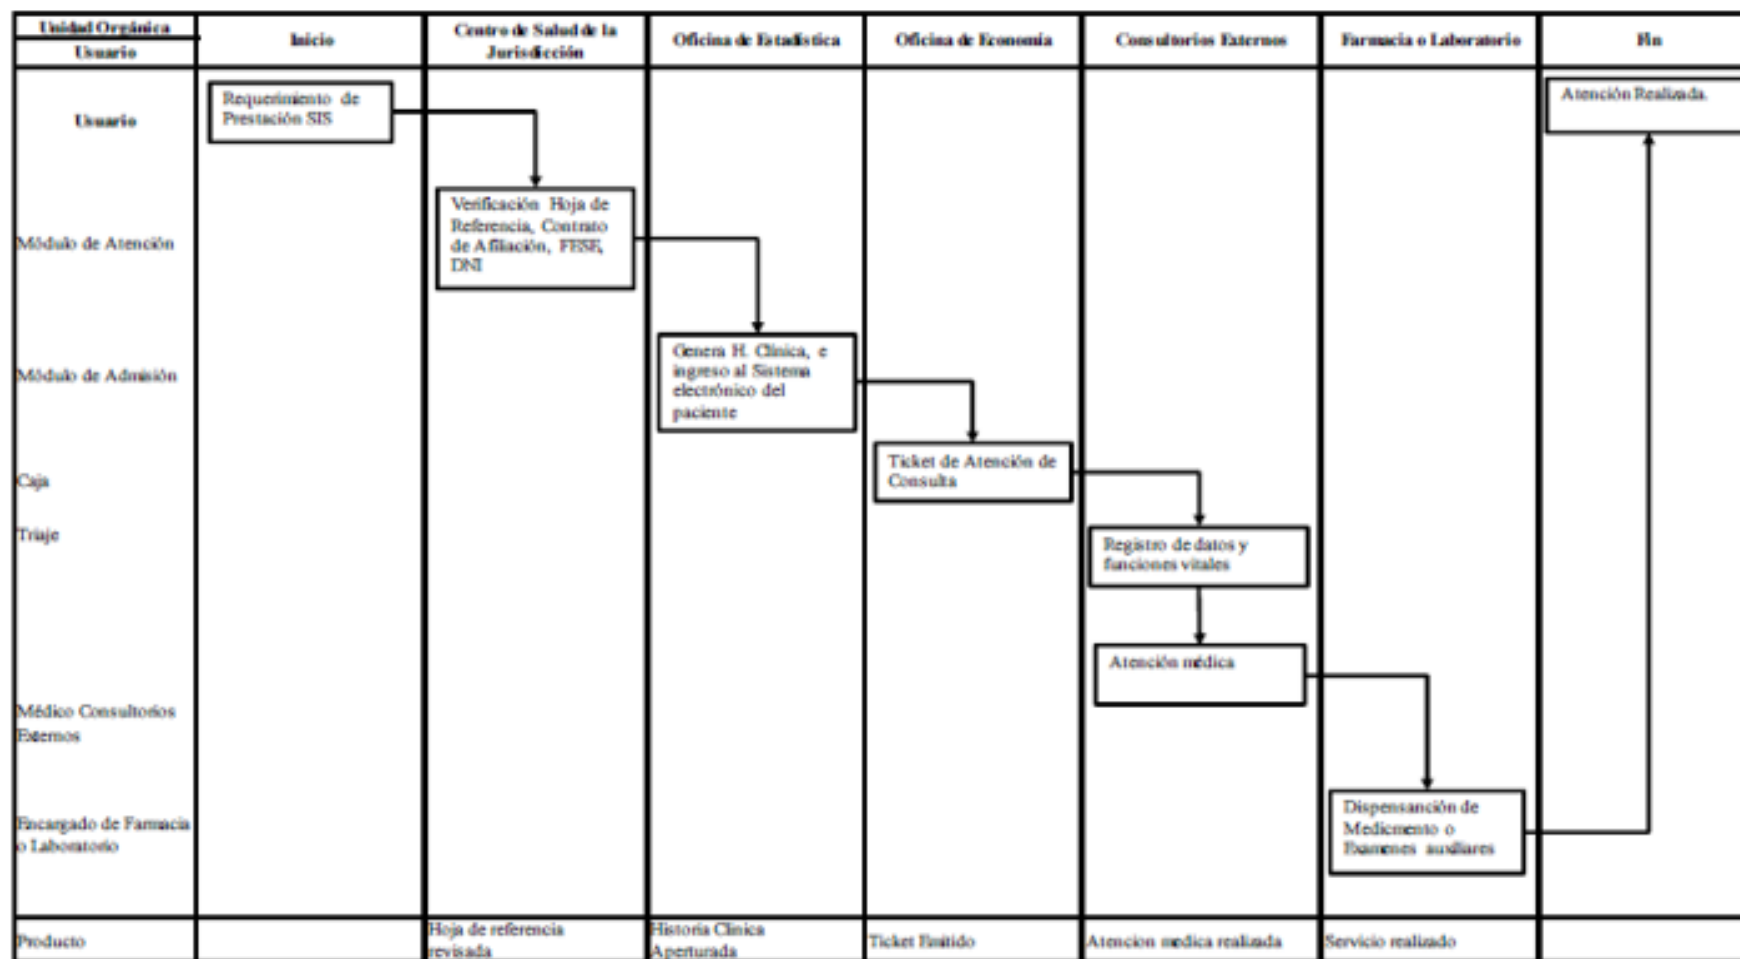 Unidad Orgánica
Usuario
Inicio
Centro de Salud de la
Jurisdicción
Oficina de Estadística
Oficina de Economía
Consultorios Externos
Farmacia o Laboratorio
Fin
Usuario
Requerimiento de
Prestación SIS
Atención Realizada.
Módulo de Atención
Verificación Hoja de
Referencia, Contrato
de Afiliación, FESE,
DNI
Módulo de Admisión
Genera H. Clínica, e
ingreso al Sistema
electrónico del
paciente
Caja
Ticket de Atención de
Consulta
Triaje
Registro de datos y
funciones vitales
Atención médica
Médico Consultorios
Externos
Encargado de Farmacia
o Laboratorio
Dispensanción de
Medicmento o
Examenes auxiliares
Producto
Hoja de referencia
revisada
Historia Clinica
Aperturada
Ticket Emitido
Atencion medica realizada
Servicio realizado